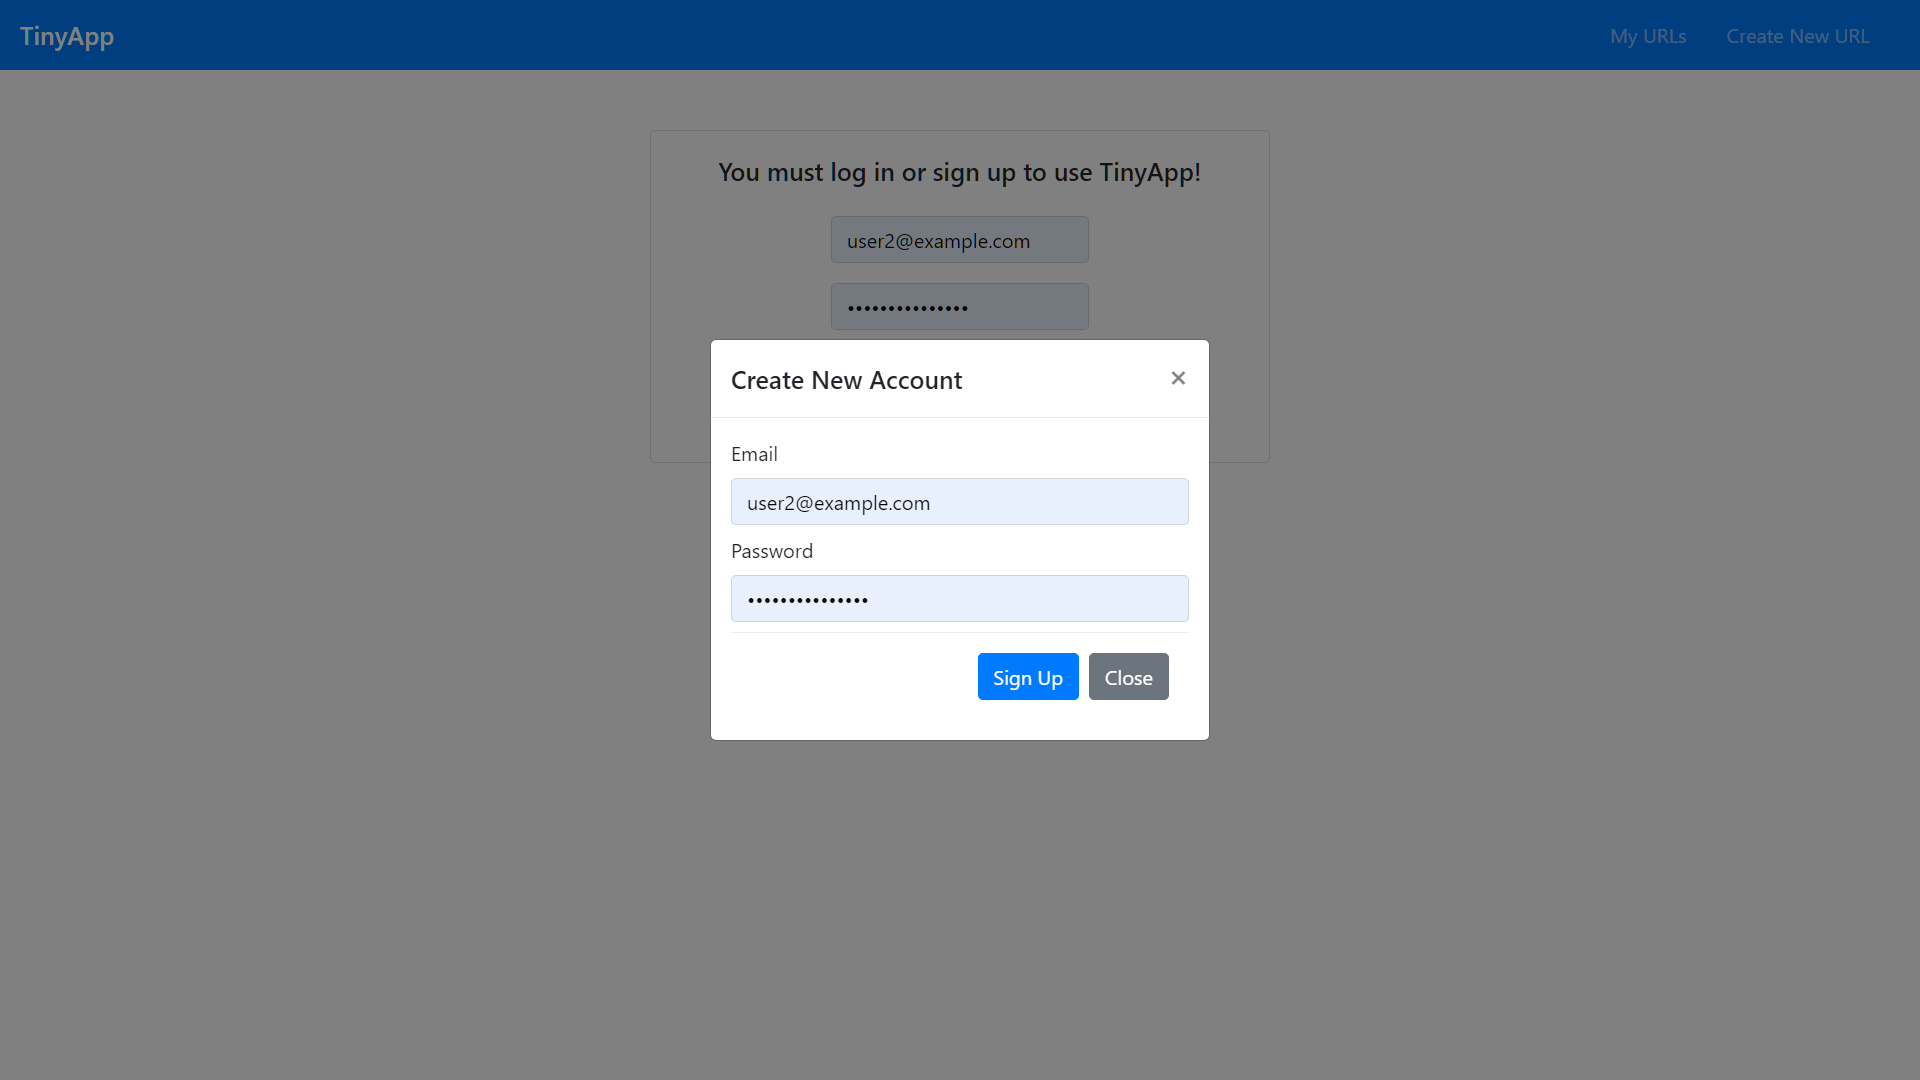 TinyApp
My URLs
Create New URL
You must log in or sign up to use TinyApp!
user2@example.com
•••••••••••••••
Create New Account
×
Email
user2@example.com
Password
•••••••••••••••
Sign Up
Close